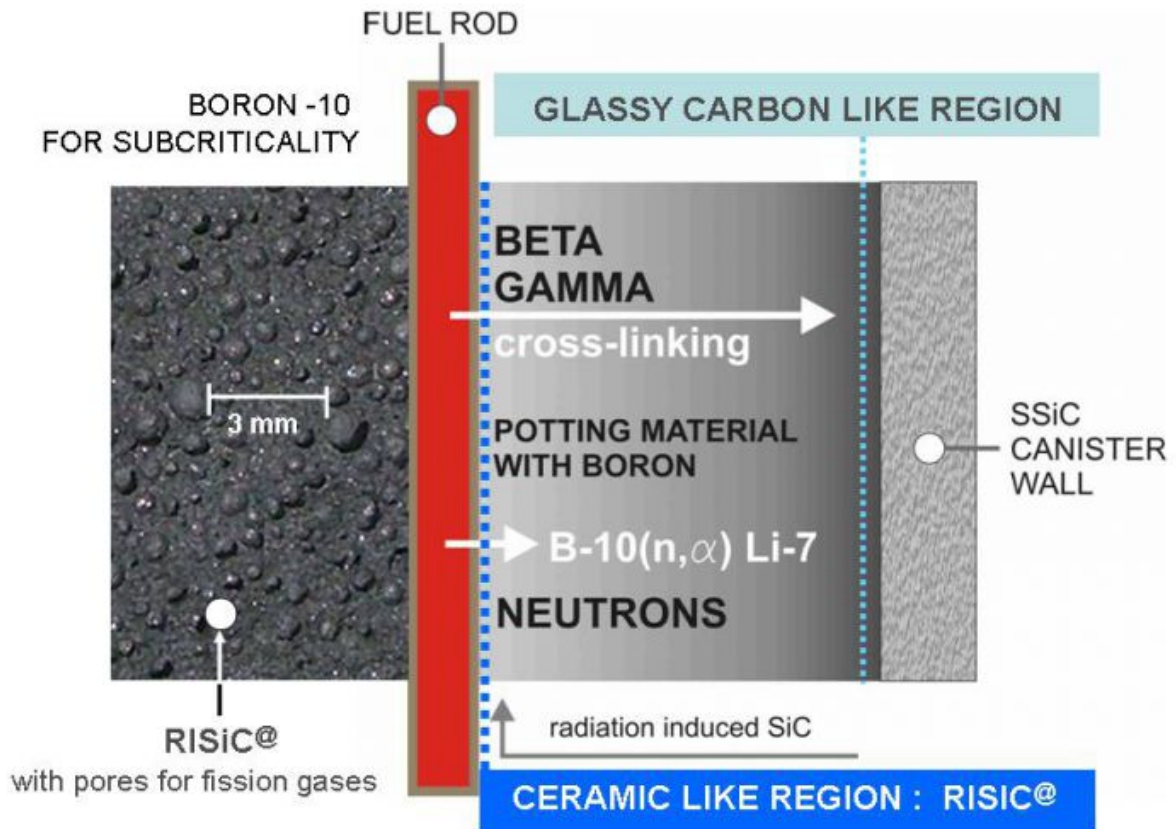 FUEL ROD
BORON -10
FOR SUBCRITICALITY
GLASSY CARBON LIKE REGION
BETA
GAMMA
cross-linking
3 mm
POTTING MATERIAL
WITH BORON
SSiC
CANISTER
WALL
B-10(n,α) Li-7
NEUTRONS
RISiC@
with pores for fission gases
radiation induced SiC
CERAMIC LIKE REGION : RISIC@